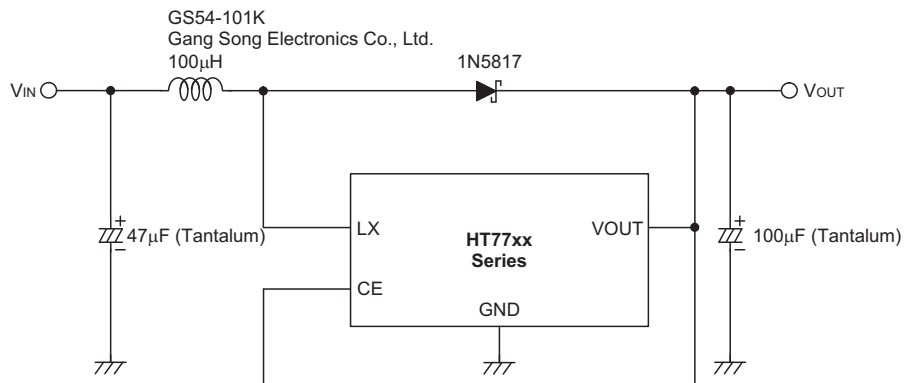 GS54-101K
Gang Song Electronics Co., Ltd.
100μH
1N5817
VIN
VOUT
47μF (Tantalum)
+
−
LX
HT77xx
Series
VOUT
CE
GND
+
−
100μF (Tantalum)